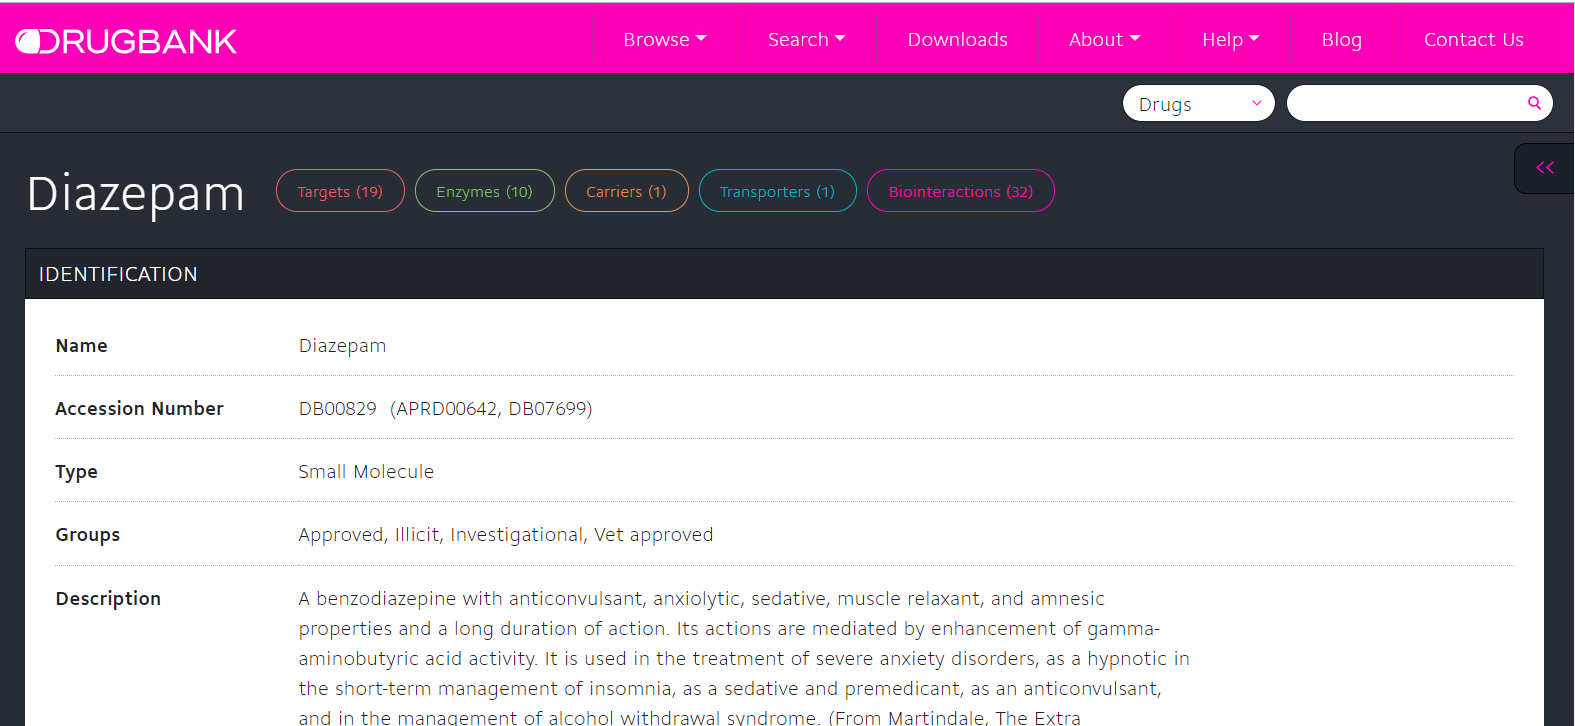 DRUGBANK
Browse Search Downloads About Help Blog Contact Us
Drugs
Diazepam Targets (19) Enzymes (10) Carriers (1) Transporters (1) Biointeractions (32)
IDENTIFICATION
Name Diazepam
Accession Number DB00829 (APRD00642, DB07699)
Type Small Molecule
Groups Approved, Illicit, Investigational, Vet approved
Description A benzodiazepine with anticonvulsant, anxiolytic, sedative, muscle relaxant, and amnesic
properties and a long duration of action. Its actions are mediated by enhancement of gamma-
aminobutyric acid activity. It is used in the treatment of severe anxiety disorders, as a hypnotic in
the short-term management of insomnia, as a sedative and premedicant, as an anticonvulsant,
and in the management of alcohol withdrawal syndrome. (From Martindale, The Extra